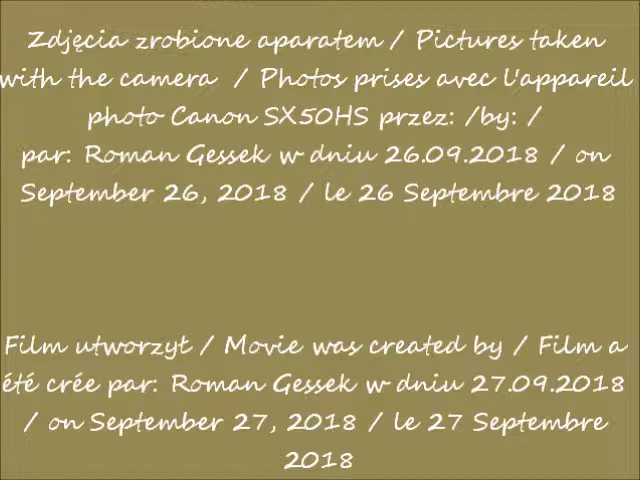 Zdjęcia zrobione aparatem / Pictures taken
with the camera / Photos prises avec l'appareil
photo Canon SX50HS przez: /by: /
par: Roman Gessek w dniu 26.09.2018 / on
September 26, 2018 / le 26 Septembre 2018
Film utworzył / Movie was created by / Film a
été crée par: Roman Gessek w dniu 27.09.2018
/ on September 27, 2018 / le 27 Septembre
2018